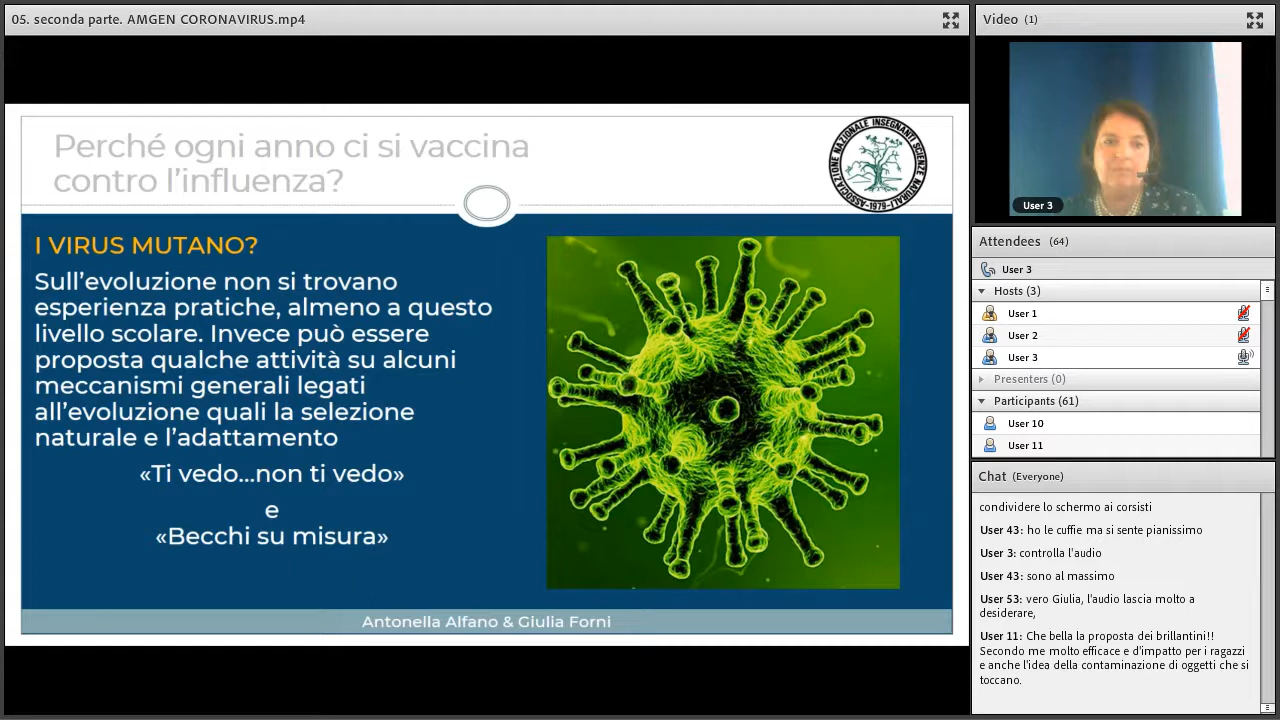 05. seconda parte. AMGEN CORONAVIRUS.mp4
Perché ogni anno ci si vaccina
contro l'influenza?
ASSOCIAZIONE NAZIONALE INSEGNANTI SCIENZE NATURALI
-1979-
I VIRUS MUTANO?
Sull'evoluzione non si trovano
esperienza pratiche, almeno a questo
livello scolare. Invece può essere
proposta qualche attività su alcuni
meccanismi generali legati
all'evoluzione quali la selezione
naturale e l'adattamento
«Ti vedo...non ti vedo»
e
«Becchi su misura»
Antonella Alfano & Giulia Forni
Video (1)
User 3
Attendees (64)
User 3
Hosts (3)
User 1
User 2
User 3
Presenters (0)
Participants (61)
User 10
User 11
Chat (Everyone)
condividere lo schermo ai corsisti
User 43: ho le cuffie ma si sente pianissimo
User 3: controlla l'audio
User 43: sono al massimo
User 53: vero Giulia, l'audio lascia molto a
desiderare,
User 11: Che bella la proposta dei brillantini!!
Secondo me molto efficace e d'impatto per i ragazzi
e anche l'idea della contaminazione di oggetti che si
toccano.